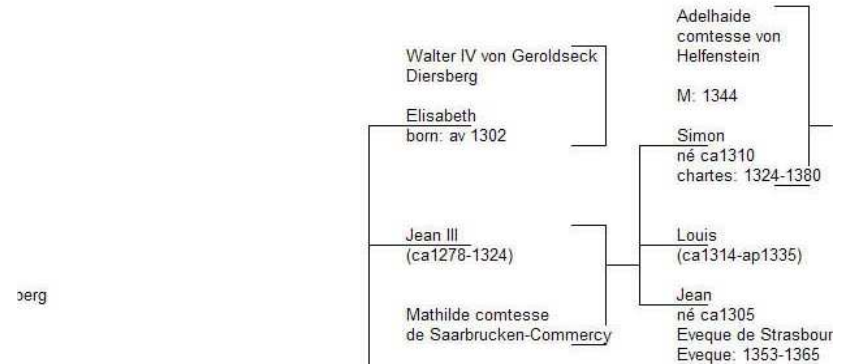 Adelhaide
comtesse von
Helfenstein
M: 1344
Walter IV von Geroldseck
Diersberg
Elisabeth
born: av 1302
Simon
né ca1310
chartes: 1324-1380
Jean III
(ca1278-1324)
Louis
(ca1314-ap1335)
berg
Mathilde comtesse
de Saarbrucken-Commercy
Jean
né ca1305
Eveque de Strasbour
Eveque: 1353-1365